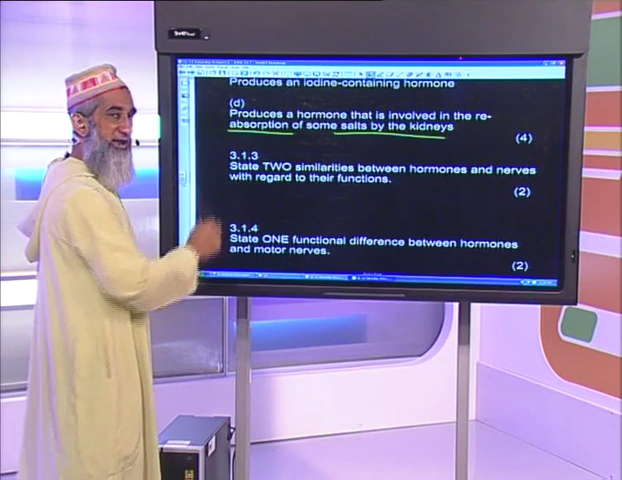 Produces an iodine-containing hormone
(d)
Produces a hormone that is involved in the re-
absorption of some salts by the kidneys
(4)
3.1.3
State TWO similarities between hormones and nerves
with regard to their functions.
(2)
3.1.4
State ONE functional difference between hormones
and motor nerves.
(2)